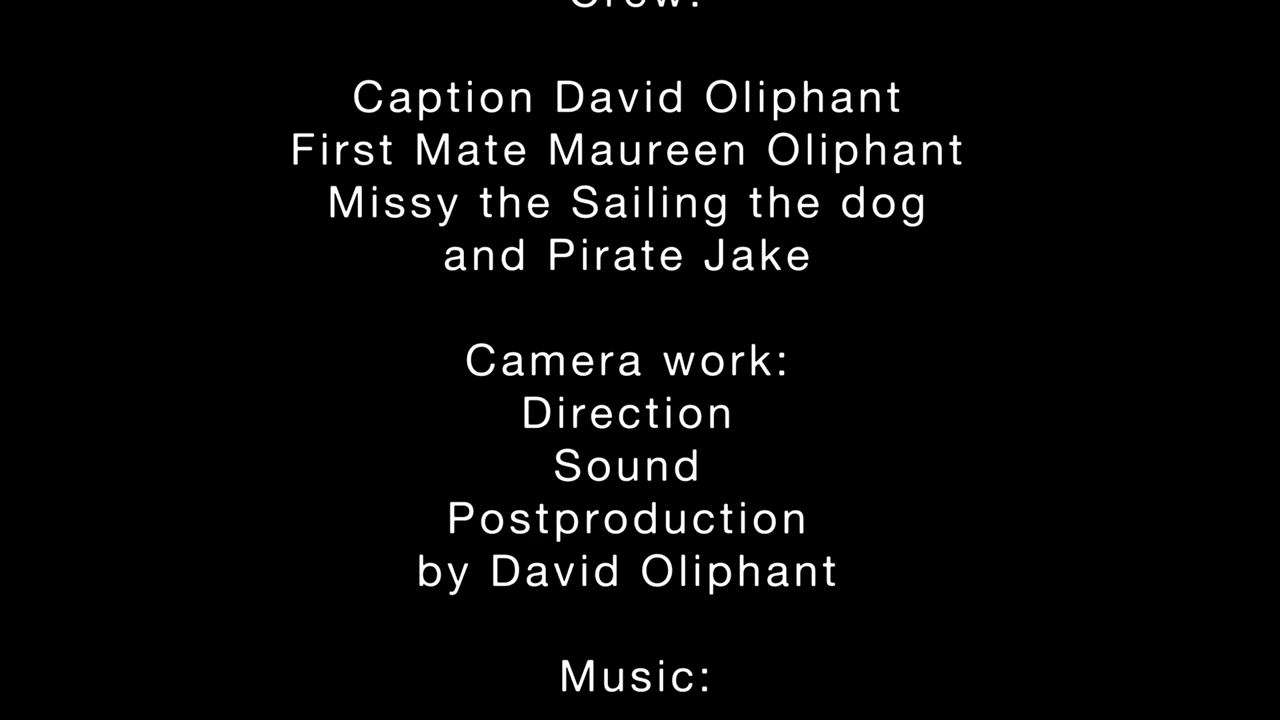 Crew:
Caption David Oliphant
First Mate Maureen Oliphant
Missy the Sailing the dog
and Pirate Jake
Camera work:
Direction
Sound
Postproduction
by David Oliphant
Music: